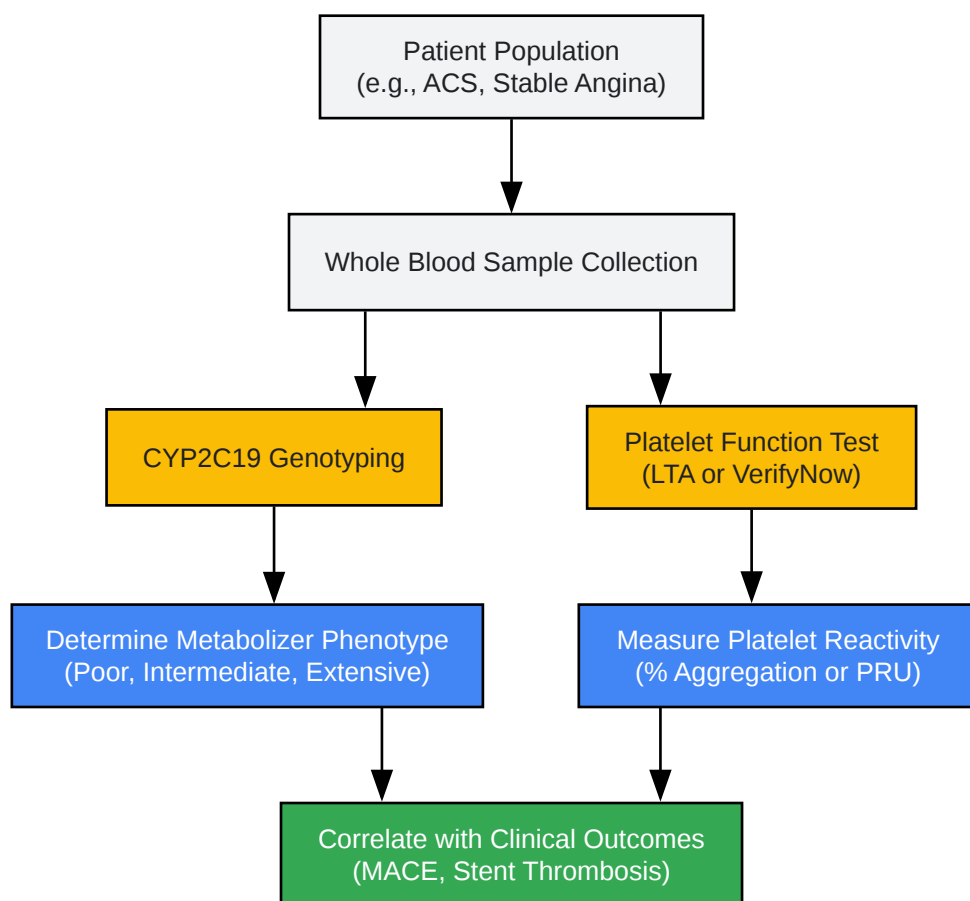 Patient Population
(e.g., ACS, Stable Angina)
Whole Blood Sample Collection
CYP2C19 Genotyping
Platelet Function Test
(LTA or VerifyNow)
Determine Metabolizer Phenotype
(Poor, Intermediate, Extensive)
Measure Platelet Reactivity
(% Aggregation or PRU)
Correlate with Clinical Outcomes
(MACE, Stent Thrombosis)